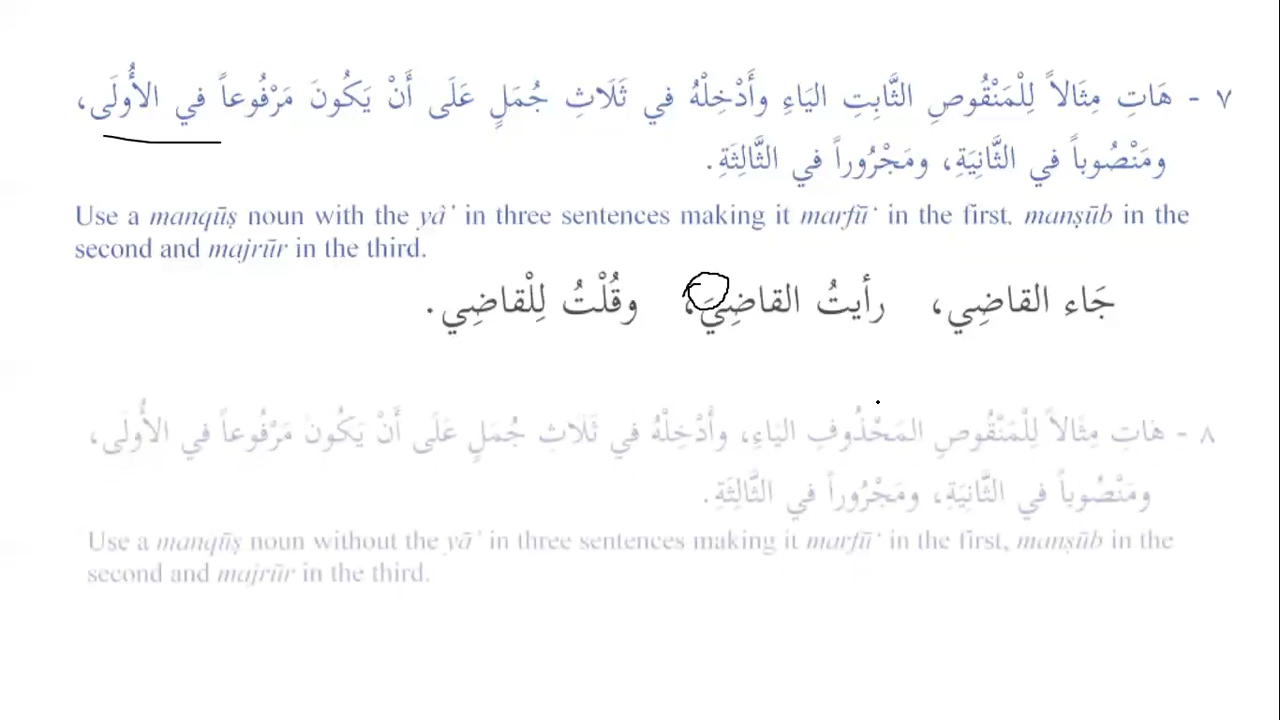 ٧ - هَاتِ مِثَالاً لِلْمَنْقُوصِ الثَّابِتِ اليَاءِ وأَدْخِلْهُ في ثَلَاثِ جُمَلٍ عَلَى أَنْ يَكُونَ مَرْفُوعاً في الأُولَى،
ومَنْصُوباً في الثَّانِيَةِ، ومَجْرُوراً في الثَّالِثَةِ.
Use a manqūṣ noun with the yā’ in three sentences making it marfū‘ in the first, manṣūb in the
second and majrūr in the third.
جَاء القاضِي، رأيتُ القاضِيَ، وقُلْتُ لِلْقاضِي.
٨ - هَاتِ مِثَالاً لِلْمَنْقُوصِ المَحْذُوفِ اليَاءِ، وأَدْخِلْهُ في ثَلَاثِ جُمَلٍ عَلَى أَنْ يَكُونَ مَرْفُوعاً في الأُولَى،
ومَنْصُوباً في الثَّانِيَةِ، ومَجْرُوراً في الثَّالِثَةِ.
Use a manqūṣ noun without the yā’ in three sentences making it marfū‘ in the first, manṣūb in the
second and majrūr in the third.